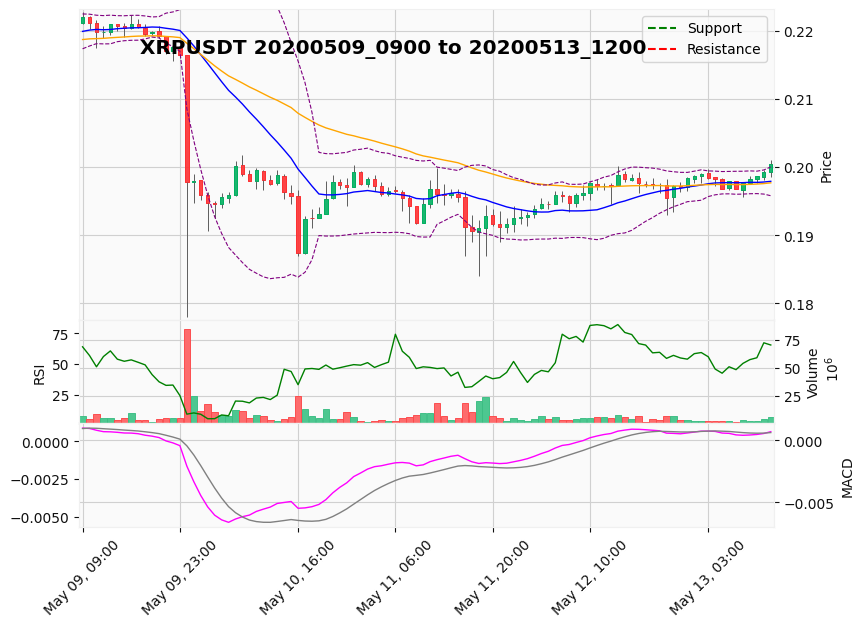 XRPUSDT 20200509_0900 to 20200513_1200
Support
Resistance
0.22
0.21
0.20
0.19
0.18
Price
75
50
25
RSI
75
50
25
Volume
10^6
0.0000
−0.0025
−0.0050
0.000
−0.005
MACD
May 09, 09:00
May 09, 23:00
May 10, 16:00
May 11, 06:00
May 11, 20:00
May 12, 10:00
May 13, 03:00